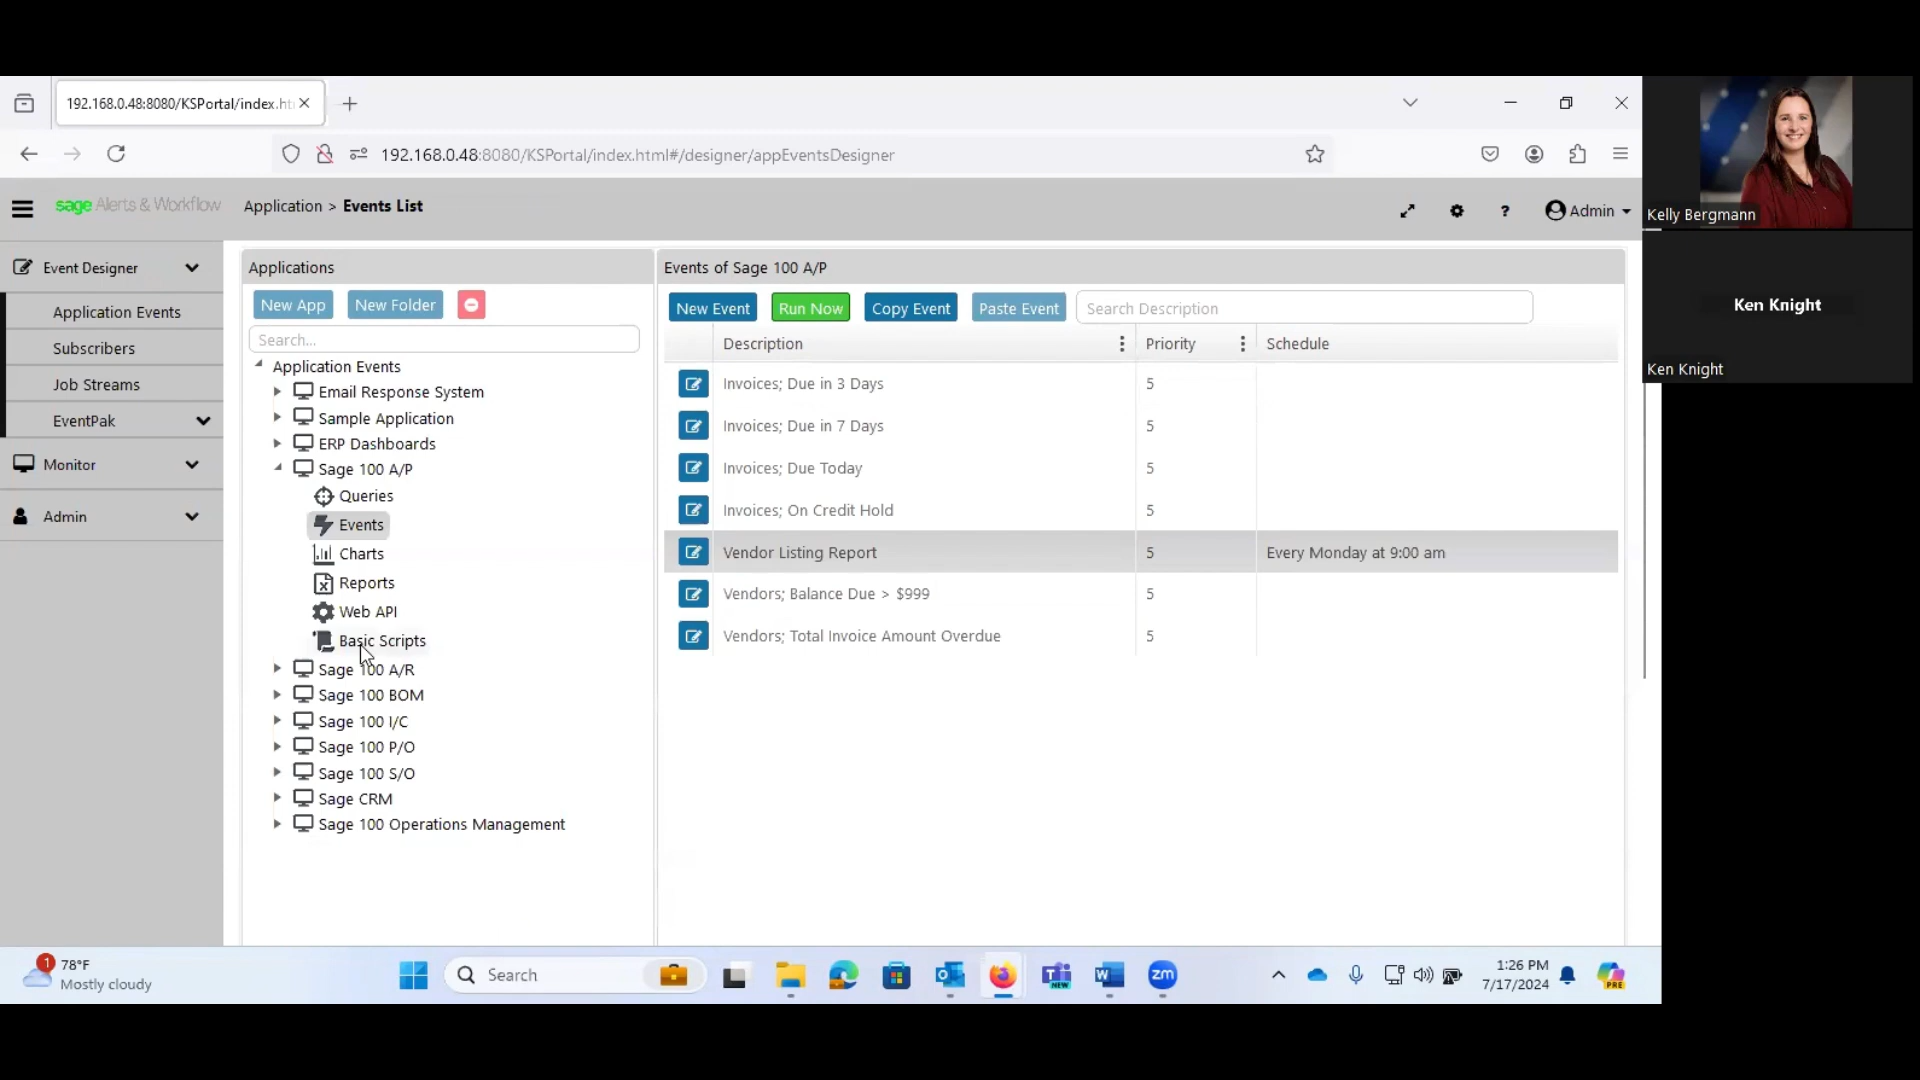 192.168.0.48:8080/KSPortal/index.ht
192.168.0.48:8080/KSPortal/index.html#/designer/appEventsDesigner
sage Alerts & Workflow
Application > Events List
?
Admin
Event Designer
Application Events
Subscribers
Job Streams
EventPak
Monitor
Admin
Applications
New App
New Folder
Search...
Application Events
Email Response System
Sample Application
ERP Dashboards
Sage 100 A/P
Queries
Events
Charts
Reports
Web API
Basic Scripts
Sage 100 A/R
Sage 100 BOM
Sage 100 I/C
Sage 100 P/O
Sage 100 S/O
Sage CRM
Sage 100 Operations Management
Events of Sage 100 A/P
New Event
Run Now
Copy Event
Paste Event
Search Description
Description Priority Schedule
Invoices; Due in 3 Days 5
Invoices; Due in 7 Days 5
Invoices; Due Today 5
Invoices; On Credit Hold 5
Vendor Listing Report 5 Every Monday at 9:00 am
Vendors; Balance Due > $999 5
Vendors; Total Invoice Amount Overdue 5
Kelly Bergmann
Ken Knight
Ken Knight
1
78°F
Mostly cloudy
Search
T
NEW
W
zm
1:26 PM
7/17/2024
PRE